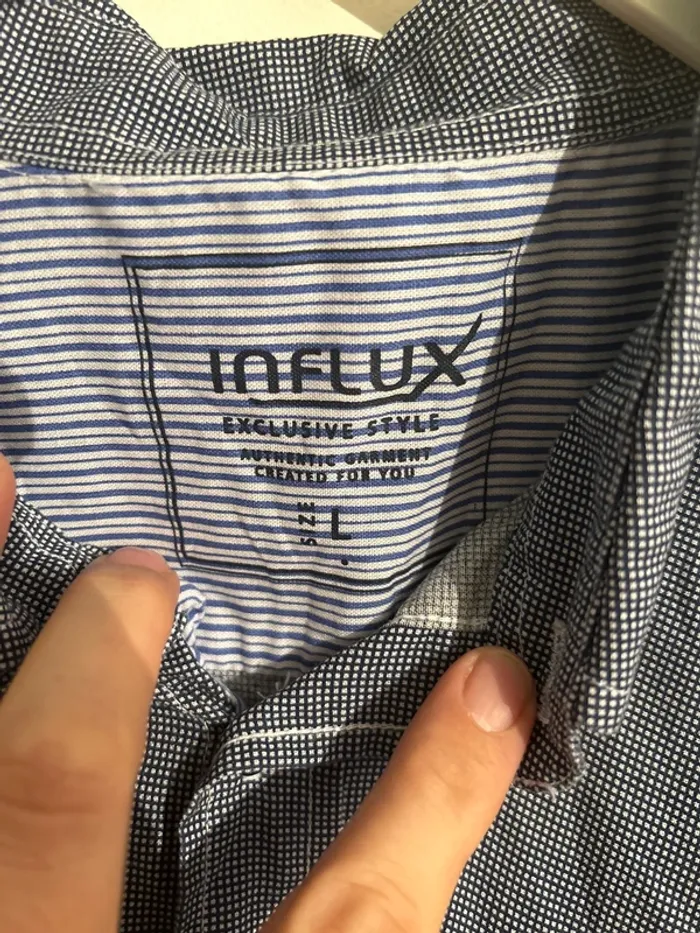 INFLUX
EXCLUSIVE STYLE
AUTHENTIC GARMENT
CREATED FOR YOU
SIZE L